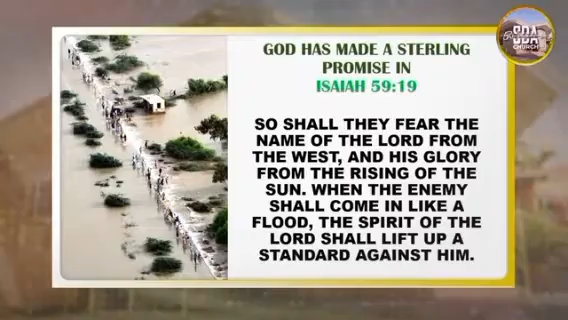 GOD HAS MADE A STERLING
PROMISE IN
ISAIAH 59:19
SO SHALL THEY FEAR THE
NAME OF THE LORD FROM
THE WEST, AND HIS GLORY
FROM THE RISING OF THE
SUN. WHEN THE ENEMY
SHALL COME IN LIKE A
FLOOD, THE SPIRIT OF THE
LORD SHALL LIFT UP A
STANDARD AGAINST HIM.
SDA
CHURCH